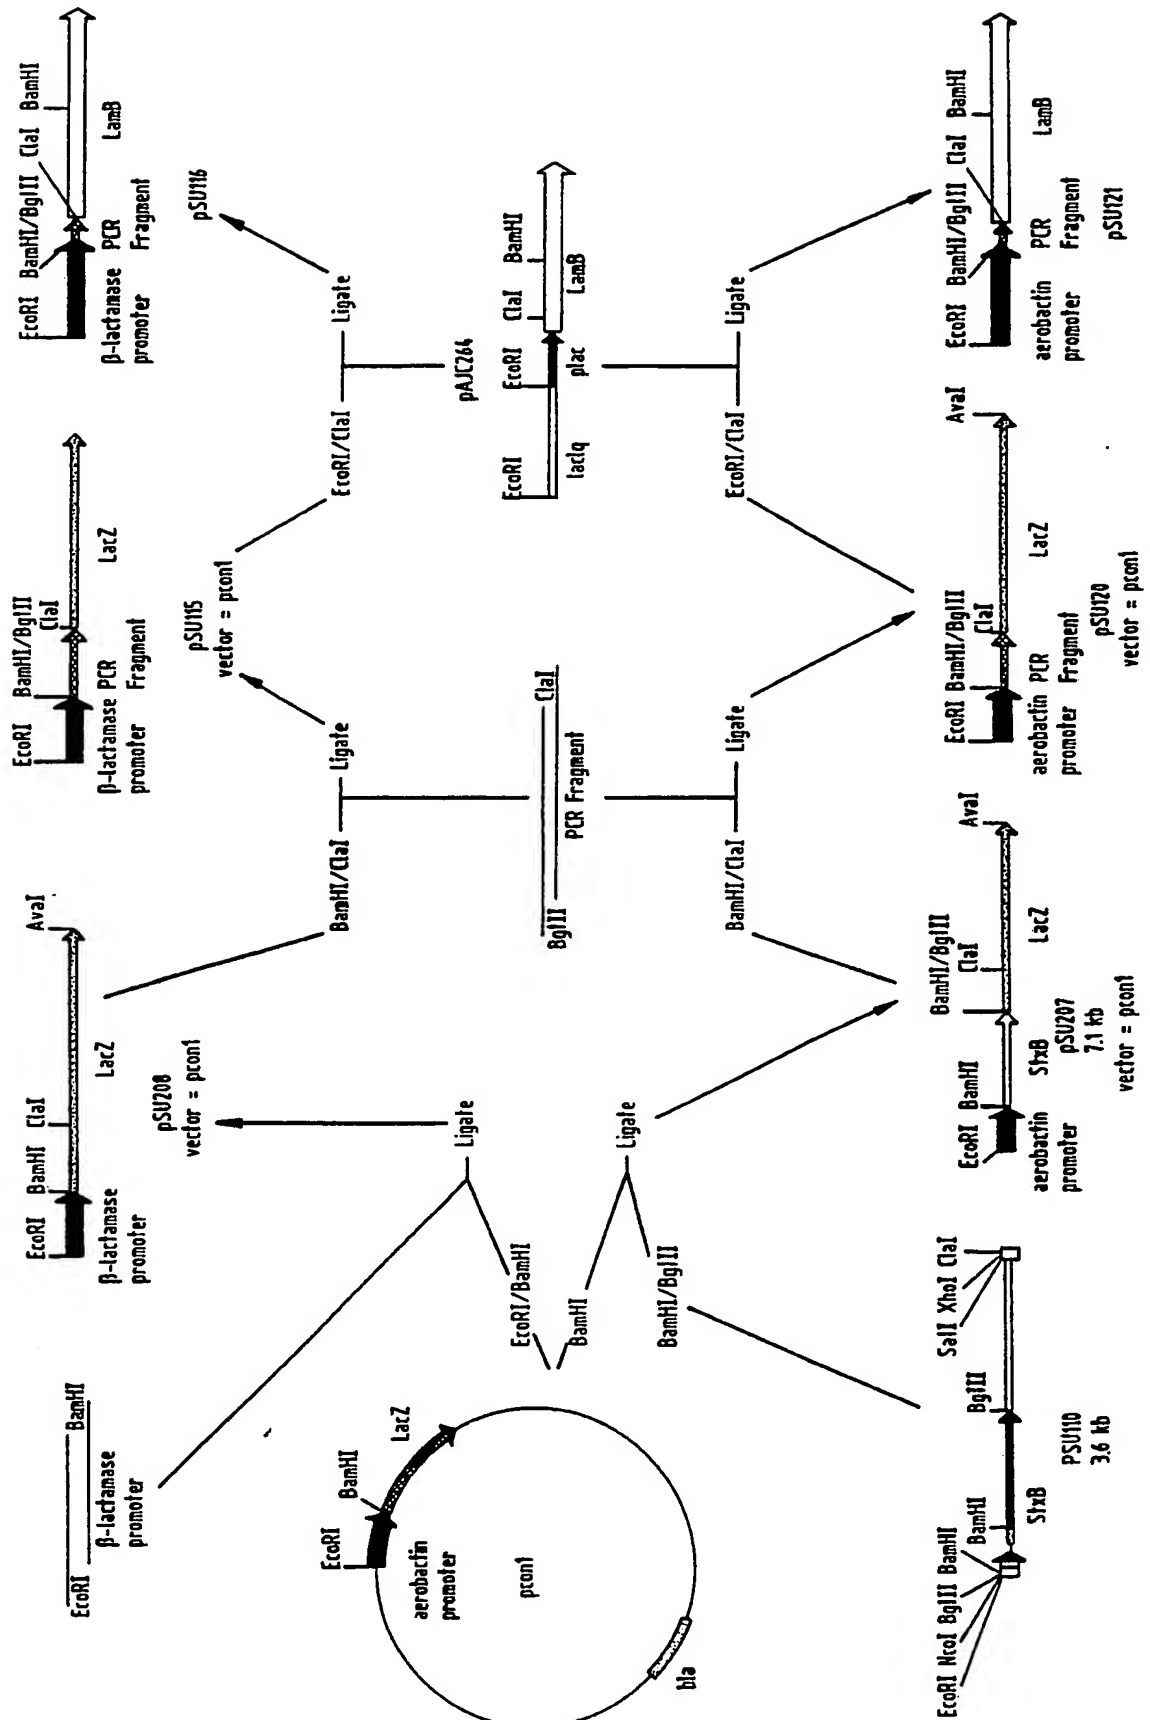 EcoRI
BamHI
β-lactamase
promoter
EcoRI
BamHI
LacZ
aerobactin
promoter
pcon1
bla
EcoRI NcoI BglII BamHI
BamHI
BglII
SalI XhoI ClaI
StxB
PSU110
3.6 kb
EcoRI/BamHI
BamHI
BamHI/BglII
Ligate
Ligate
EcoRI BamHI ClaI
AvaI
β-lactamase
promoter
LacZ
pSU208
vector = pcon1
EcoRI BamHI
BamHI/BglII
ClaI
AvaI
aerobactin
promoter
StxB
LacZ
pSU207
7.1 kb
vector = pcon1
BamHI/ClaI
Ligate
BglII
ClaI
PCR Fragment
BamHI/ClaI
Ligate
EcoRI BamHI/BglII
ClaI
β-lactamase PCR
promoter Fragment
LacZ
pSU115
vector = pcon1
EcoRI BamHI/BglII
ClaI
AvaI
aerobactin PCR
promoter Fragment
LacZ
pSU120
vector = pcon1
EcoRI/ClaI
Ligate
pAJC264
EcoRI
EcoRI
ClaI
BamHI
lacIq
plac
LamB
EcoRI/ClaI
Ligate
EcoRI BamHI/BglII ClaI BamHI
β-lactamase PCR
promoter Fragment
LamB
pSU116
EcoRI BamHI/BglII ClaI BamHI
aerobactin PCR
promoter Fragment
LamB
pSU121